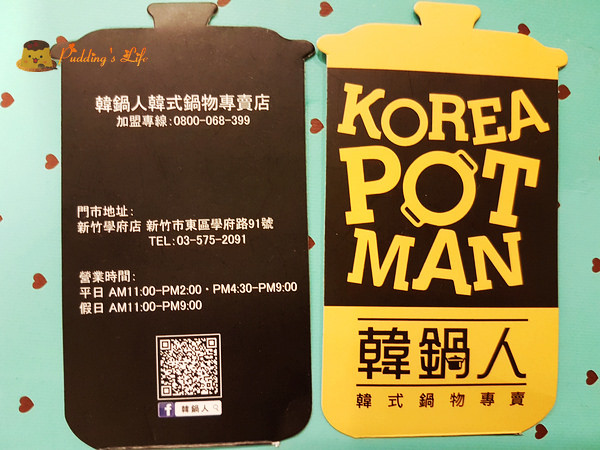 Pudding's Life
韓鍋人韓式鍋物專賣店
加盟專線:0800-068-399
門市地址:
新竹學府店 新竹市東區學府路91號
TEL:03-575-2091
營業時間:
平日 AM11:00-PM2:00・PM4:30-PM9:00
假日 AM11:00-PM9:00
f 韓鍋人
KOREA
POT
MAN
韓鍋人
韓式鍋物專賣